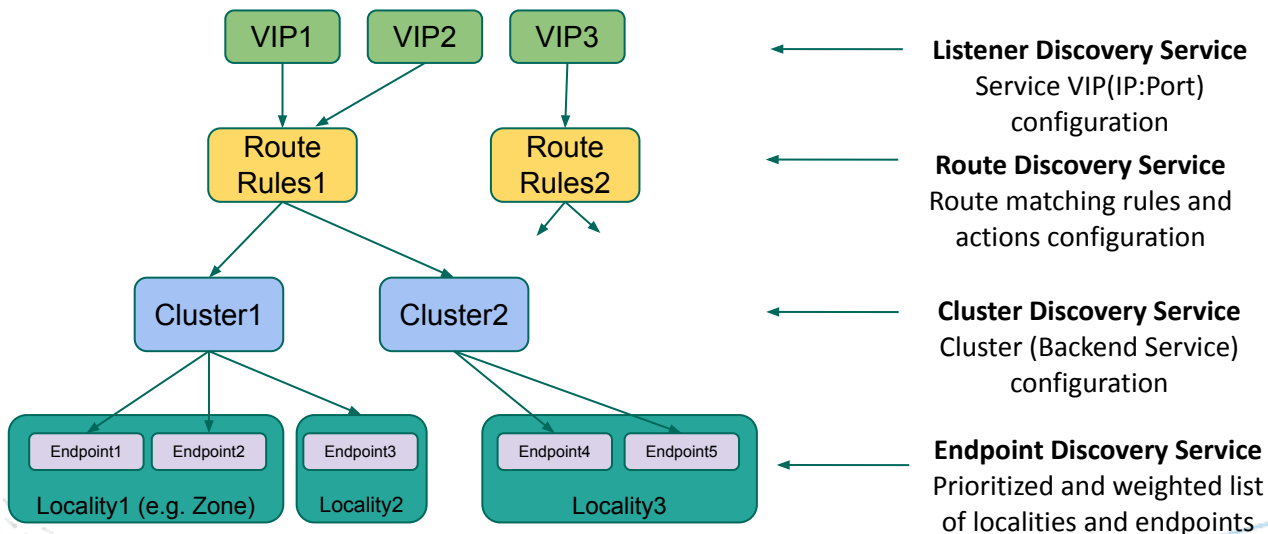 VIP1
VIP2
VIP3
Listener Discovery Service
Service VIP(IP:Port)
configuration
Route
Rules1
Route
Rules2
Route Discovery Service
Route matching rules and
actions configuration
Cluster1
Cluster2
Cluster Discovery Service
Cluster (Backend Service)
configuration
Endpoint1
Endpoint2
Locality1 (e.g. Zone)
Endpoint3
Locality2
Endpoint4
Endpoint5
Locality3
Endpoint Discovery Service
Prioritized and weighted list
of localities and endpoints